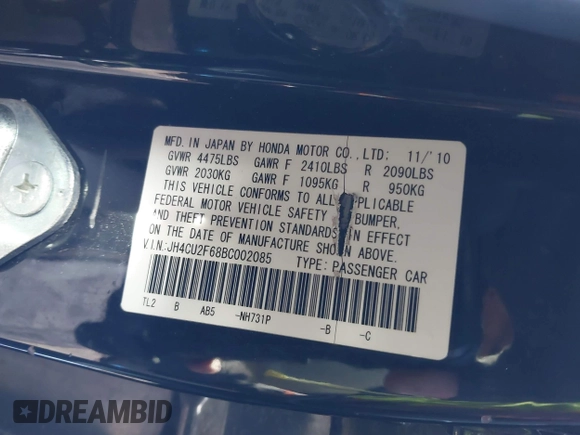 MFD. IN JAPAN BY HONDA MOTOR CO., LTD: 11/'10
GVWR 4475LBS GAWR F 2410LBS R 2090LBS
GVWR 2030KG GAWR F 1095KG R 950KG
THIS VEHICLE CONFORMS TO ALL APPLICABLE
FEDERAL MOTOR VEHICLE SAFETY BUMPER,
AND THEFT PREVENTION STANDARDS IN EFFECT
ON THE DATE OF MANUFACTURE SHOWN ABOVE.
V.I.N:JH4CU2F68BC002085 TYPE: PASSENGER CAR
TL2 B AB5 -NH731P -B -C
DREAMBID